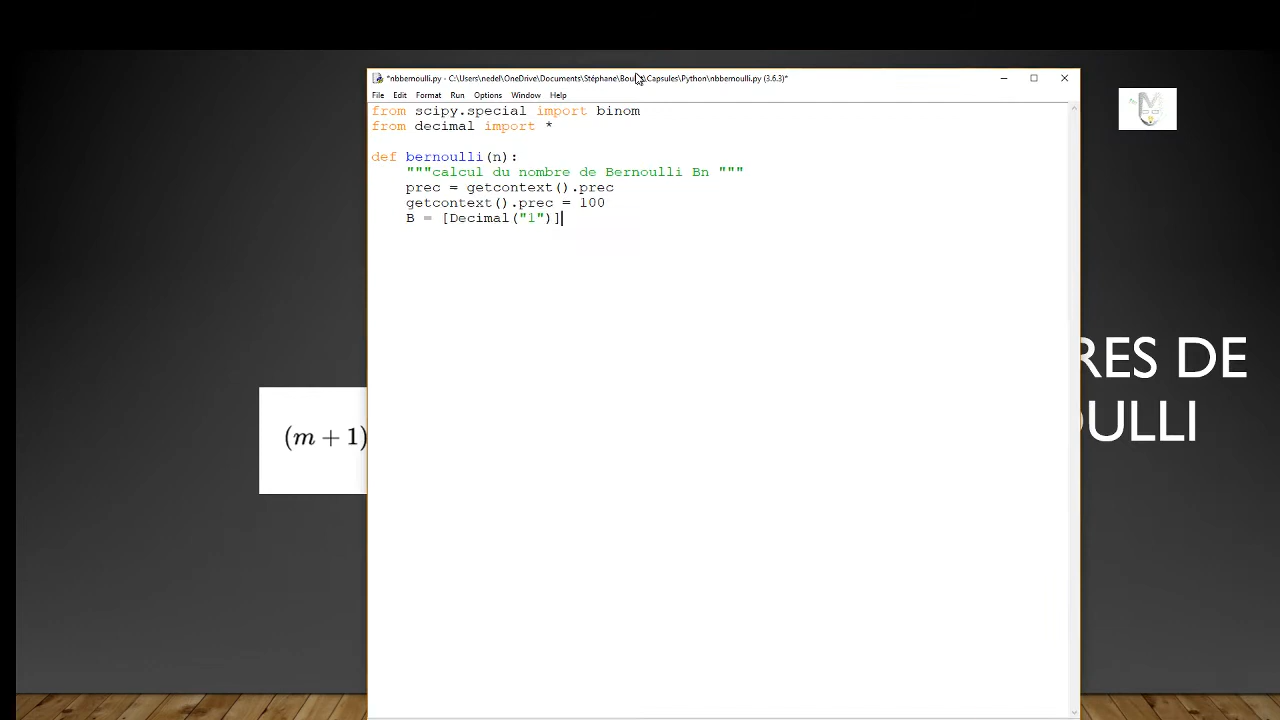 *nbbernoulli.py - C:\Users\nedel\OneDrive\Documents\Stéphane\Bou\Capsules\Python\nbbernoulli.py (3.6.3)*
File Edit Format Run Options Window Help
from scipy.special import binom
from decimal import *
def bernoulli(n):
"""calcul du nombre de Bernoulli Bn """
prec = getcontext().prec
getcontext().prec = 100
B = [Decimal("1")]
RES DE
OULLI
(m + 1)